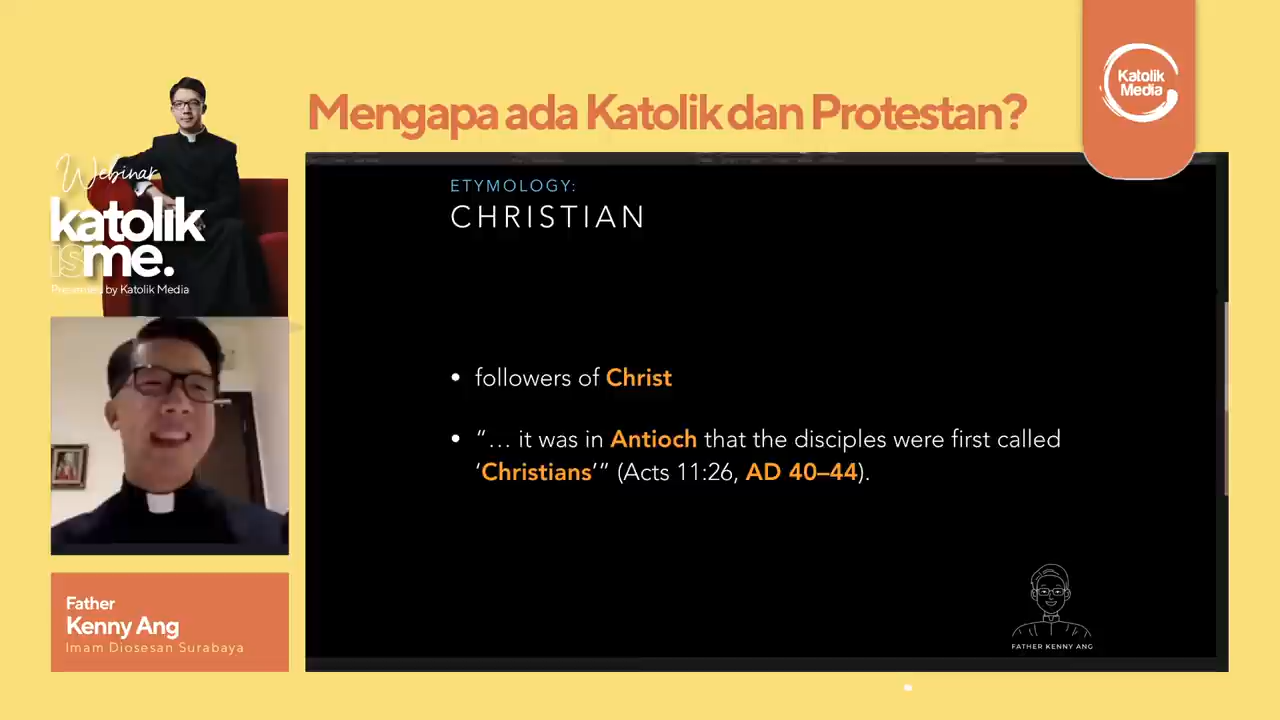 Mengapa ada Katolik dan Protestan?
Katolik
Media
Webinar
katolik
isme.
Presented by Katolik Media
ETYMOLOGY:
CHRISTIAN
• followers of Christ
• “... it was in Antioch that the disciples were first called
‘Christians’” (Acts 11:26, AD 40–44).
FATHER KENNY ANG
Father
Kenny Ang
Imam Diosesan Surabaya